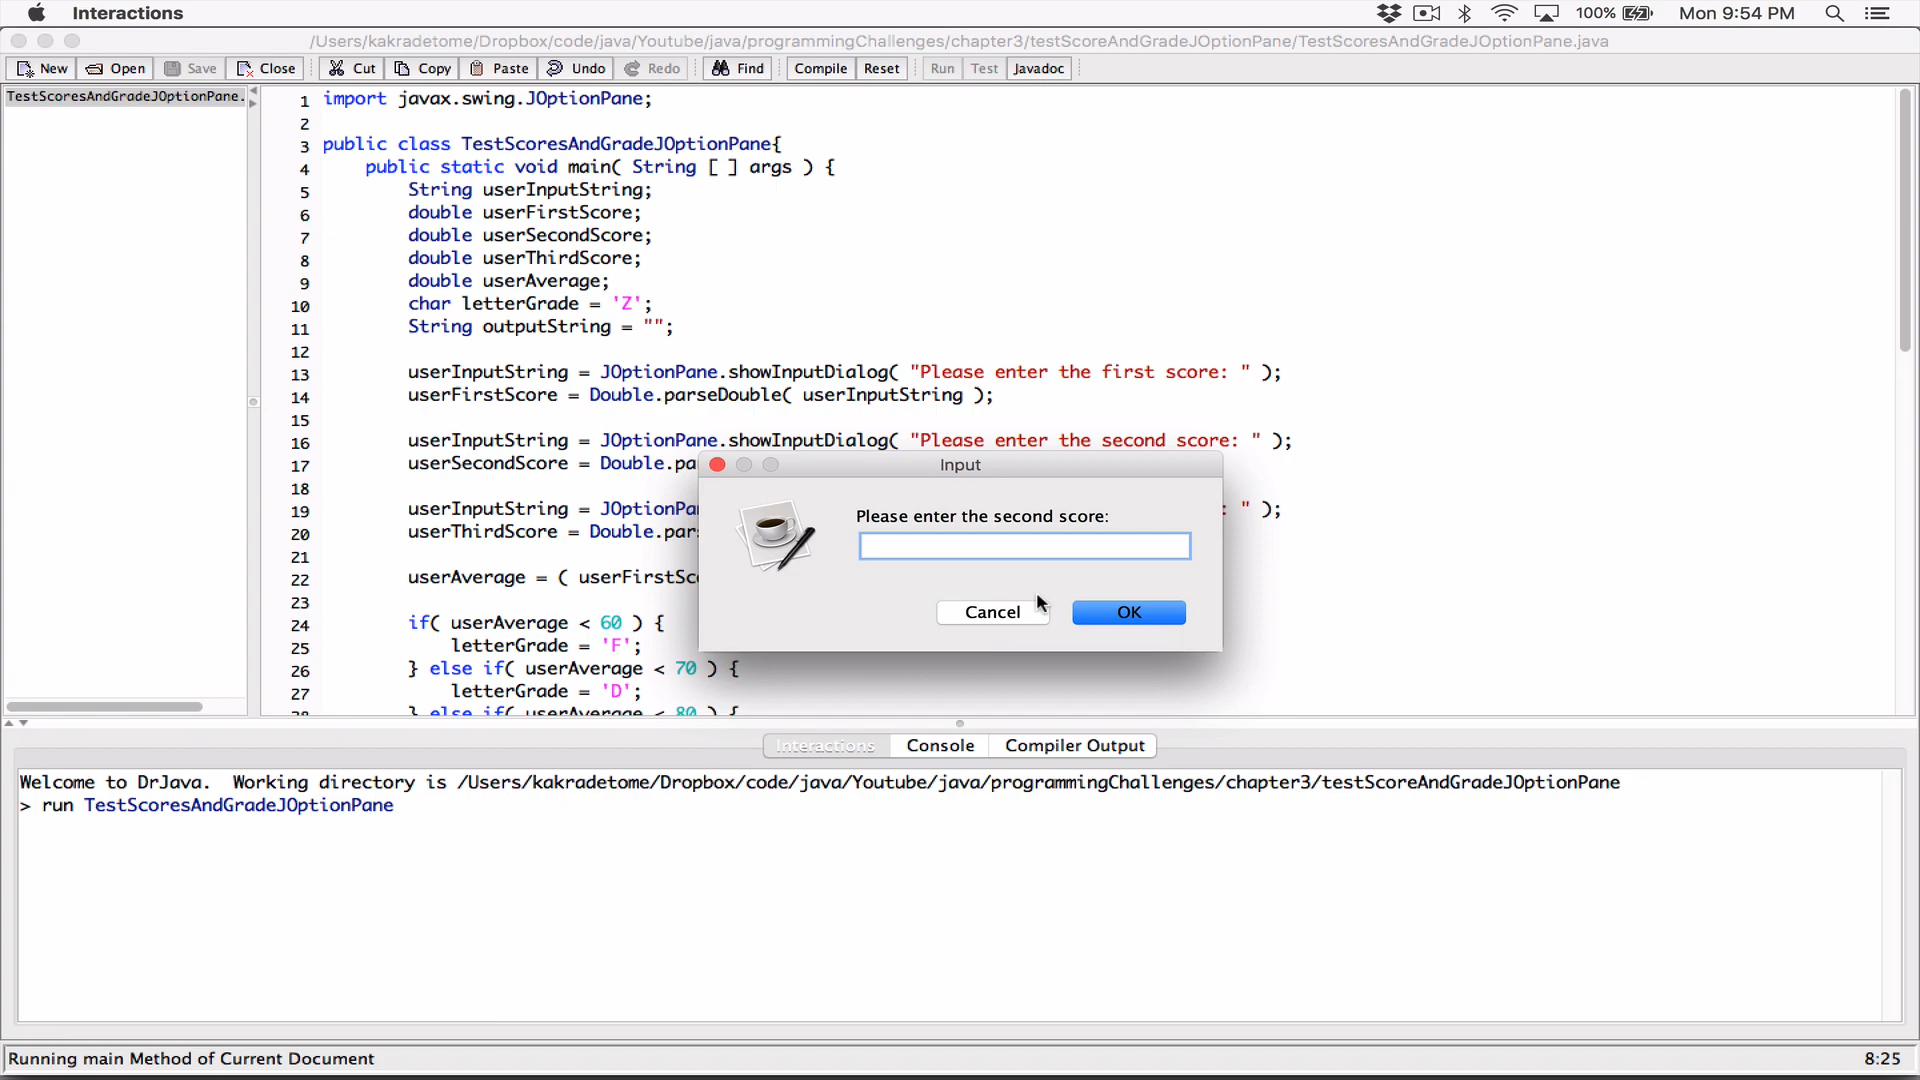 Interactions
100%
Mon 9:54 PM
/Users/kakradetome/Dropbox/code/java/Youtube/java/programmingChallenges/chapter3/testScoreAndGradeJOptionPane/TestScoresAndGradeJOptionPane.java
New Open Save Close Cut Copy Paste Undo Redo Find Compile Reset Run Test Javadoc
TestScoresAndGradeJOptionPane.
1 import javax.swing.JOptionPane;
2
3 public class TestScoresAndGradeJOptionPane{
4 public static void main( String [ ] args ) {
5 String userInputString;
6 double userFirstScore;
7 double userSecondScore;
8 double userThirdScore;
9 double userAverage;
10 char letterGrade = 'Z';
11 String outputString = "";
12
13 userInputString = JOptionPane.showInputDialog( "Please enter the first score: " );
14 userFirstScore = Double.parseDouble( userInputString );
15
16 userInputString = JOptionPane.showInputDialog( "Please enter the second score: " );
17 userSecondScore = Double.pa
18
19 userInputString = JOptionPa : " );
20 userThirdScore = Double.par
21
22 userAverage = ( userFirstSc
23
24 if( userAverage < 60 ) {
25 letterGrade = 'F';
26 } else if( userAverage < 70 ) {
27 letterGrade = 'D';
28 } else if( userAverage < 80 ) {
Input
Please enter the second score:
Cancel OK
Interactions Console Compiler Output
Welcome to DrJava. Working directory is /Users/kakradetome/Dropbox/code/java/Youtube/java/programmingChallenges/chapter3/testScoreAndGradeJOptionPane
> run TestScoresAndGradeJOptionPane
Running main Method of Current Document
8:25